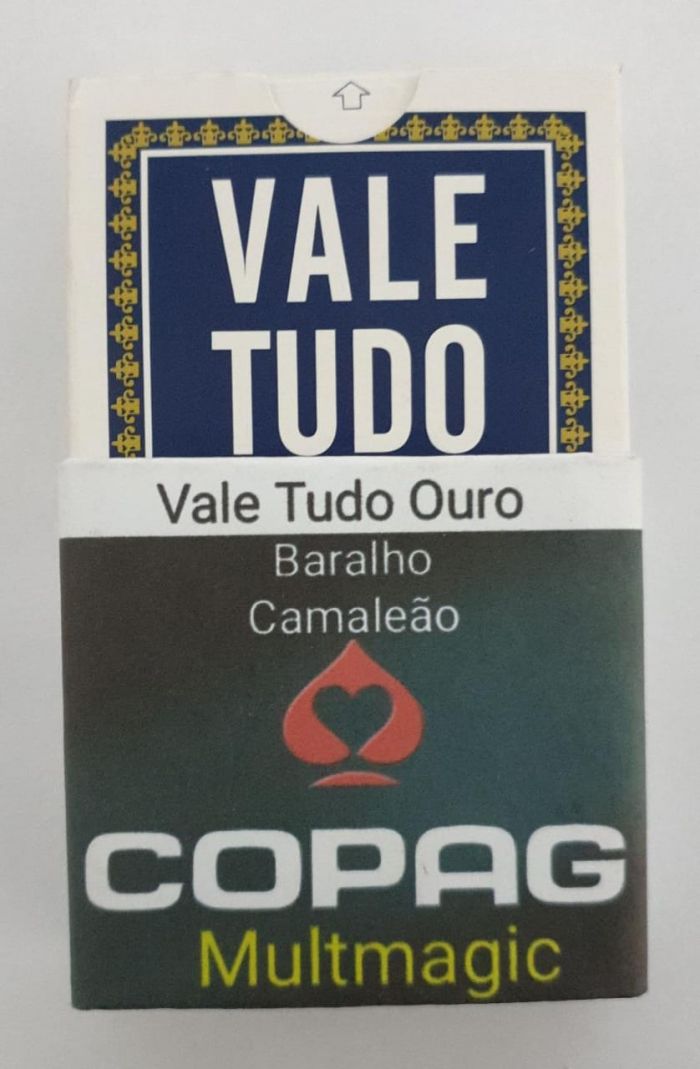 VALE
TUDO
Vale Tudo Ouro
Baralho
Camaleão
COPAG
Multmagic